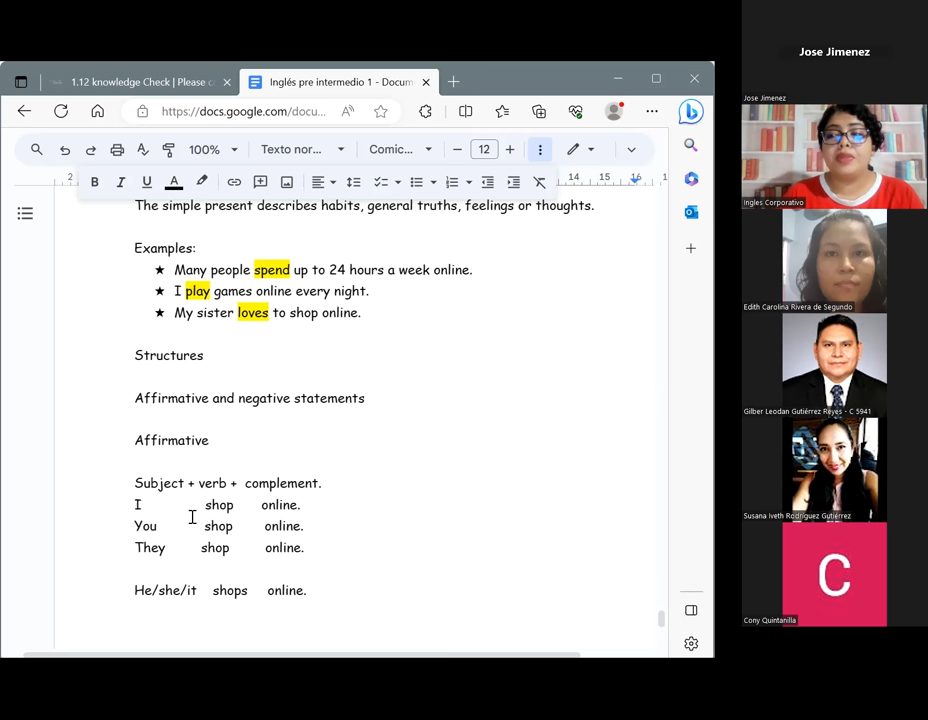 Jose Jimenez
1.12 knowledge Check | Please c
Inglés pre intermedio 1 - Docum
https://docs.google.com/docu...
Jose Jimenez
100%
Texto nor...
Comic...
12
2
14
15
16
1
Ingles Corporativo
The simple present describes habits, general truths, feelings or thoughts.
Examples:
★ Many people spend up to 24 hours a week online.
★ I play games online every night.
★ My sister loves to shop online.
Edith Carolina Rivera de Segundo
Structures
Affirmative and negative statements
Gilber Leodan Gutiérrez Reyes - C 5941
Affirmative
Subject + verb + complement.
I shop online.
You shop online.
They shop online.
Susana Iveth Rodríguez Gutiérrez
He/she/it shops online.
C
Cony Quintanilla